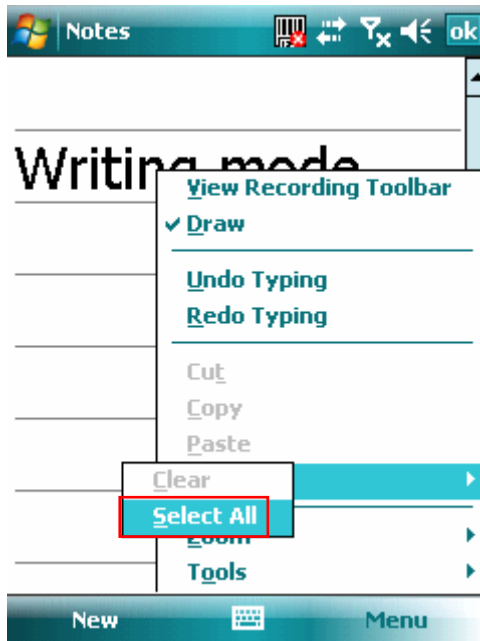 Notes ok
Writing mode
View Recording Toolbar
Draw
Undo Typing
Redo Typing
Cut
Copy
Paste
Clear
Select All
Zoom
Tools
New Menu